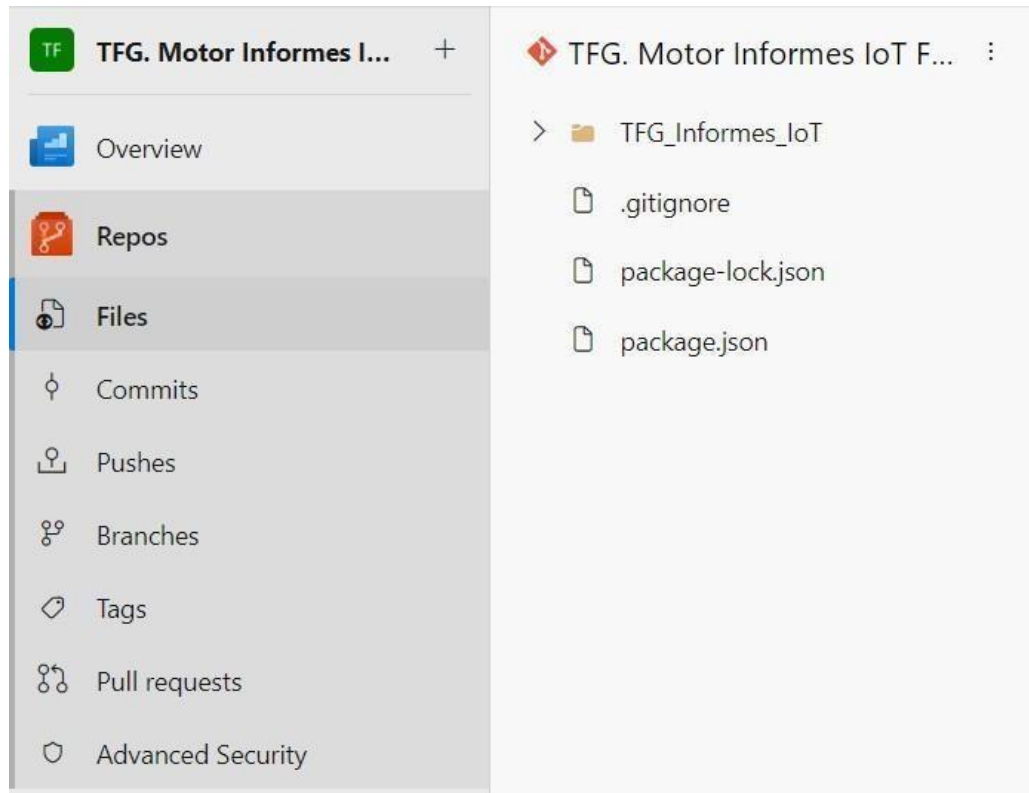 TF
TFG. Motor Informes I... +
Overview
Repos
Files
Commits
Pushes
Branches
Tags
Pull requests
Advanced Security
TFG. Motor Informes IoT F...
TFG_Informes_IoT
.gitignore
package-lock.json
package.json